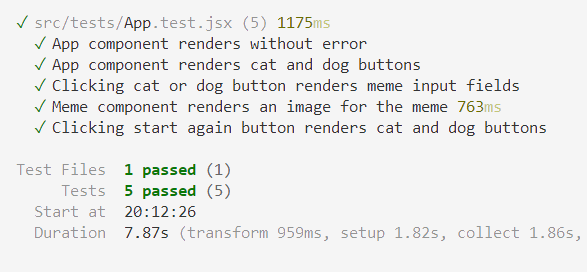 ✓ src/tests/App.test.jsx (5) 1175ms
✓ App component renders without error
✓ App component renders cat and dog buttons
✓ Clicking cat or dog button renders meme input fields
✓ Meme component renders an image for the meme 763ms
✓ Clicking start again button renders cat and dog buttons
Test Files 1 passed (1)
Tests 5 passed (5)
Start at 20:12:26
Duration 7.87s (transform 959ms, setup 1.82s, collect 1.86s,